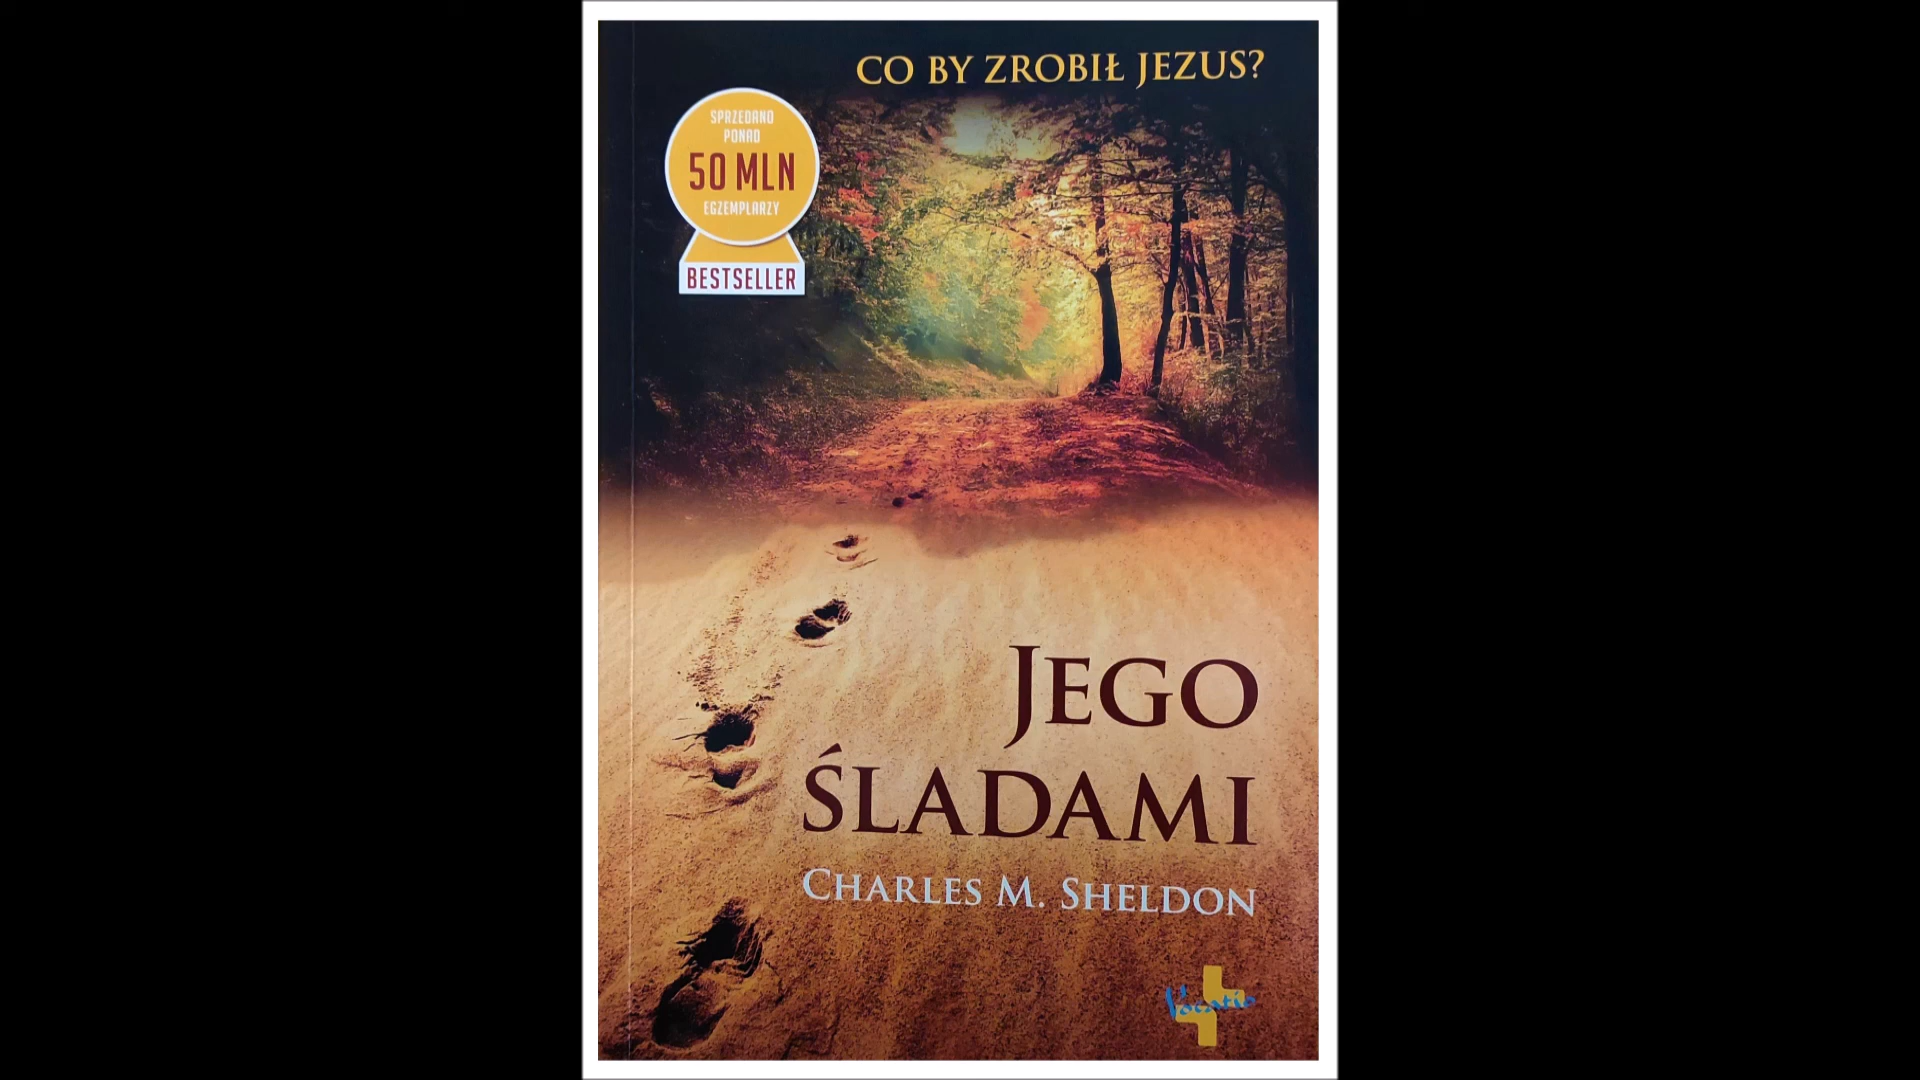 CO BY ZROBIŁ JEZUS?
SPRZEDANO
PONAD
50 MLN
EGZEMPLARZY
BESTSELLER
JEGO
ŚLADAMI
CHARLES M. SHELDON
Vocatio